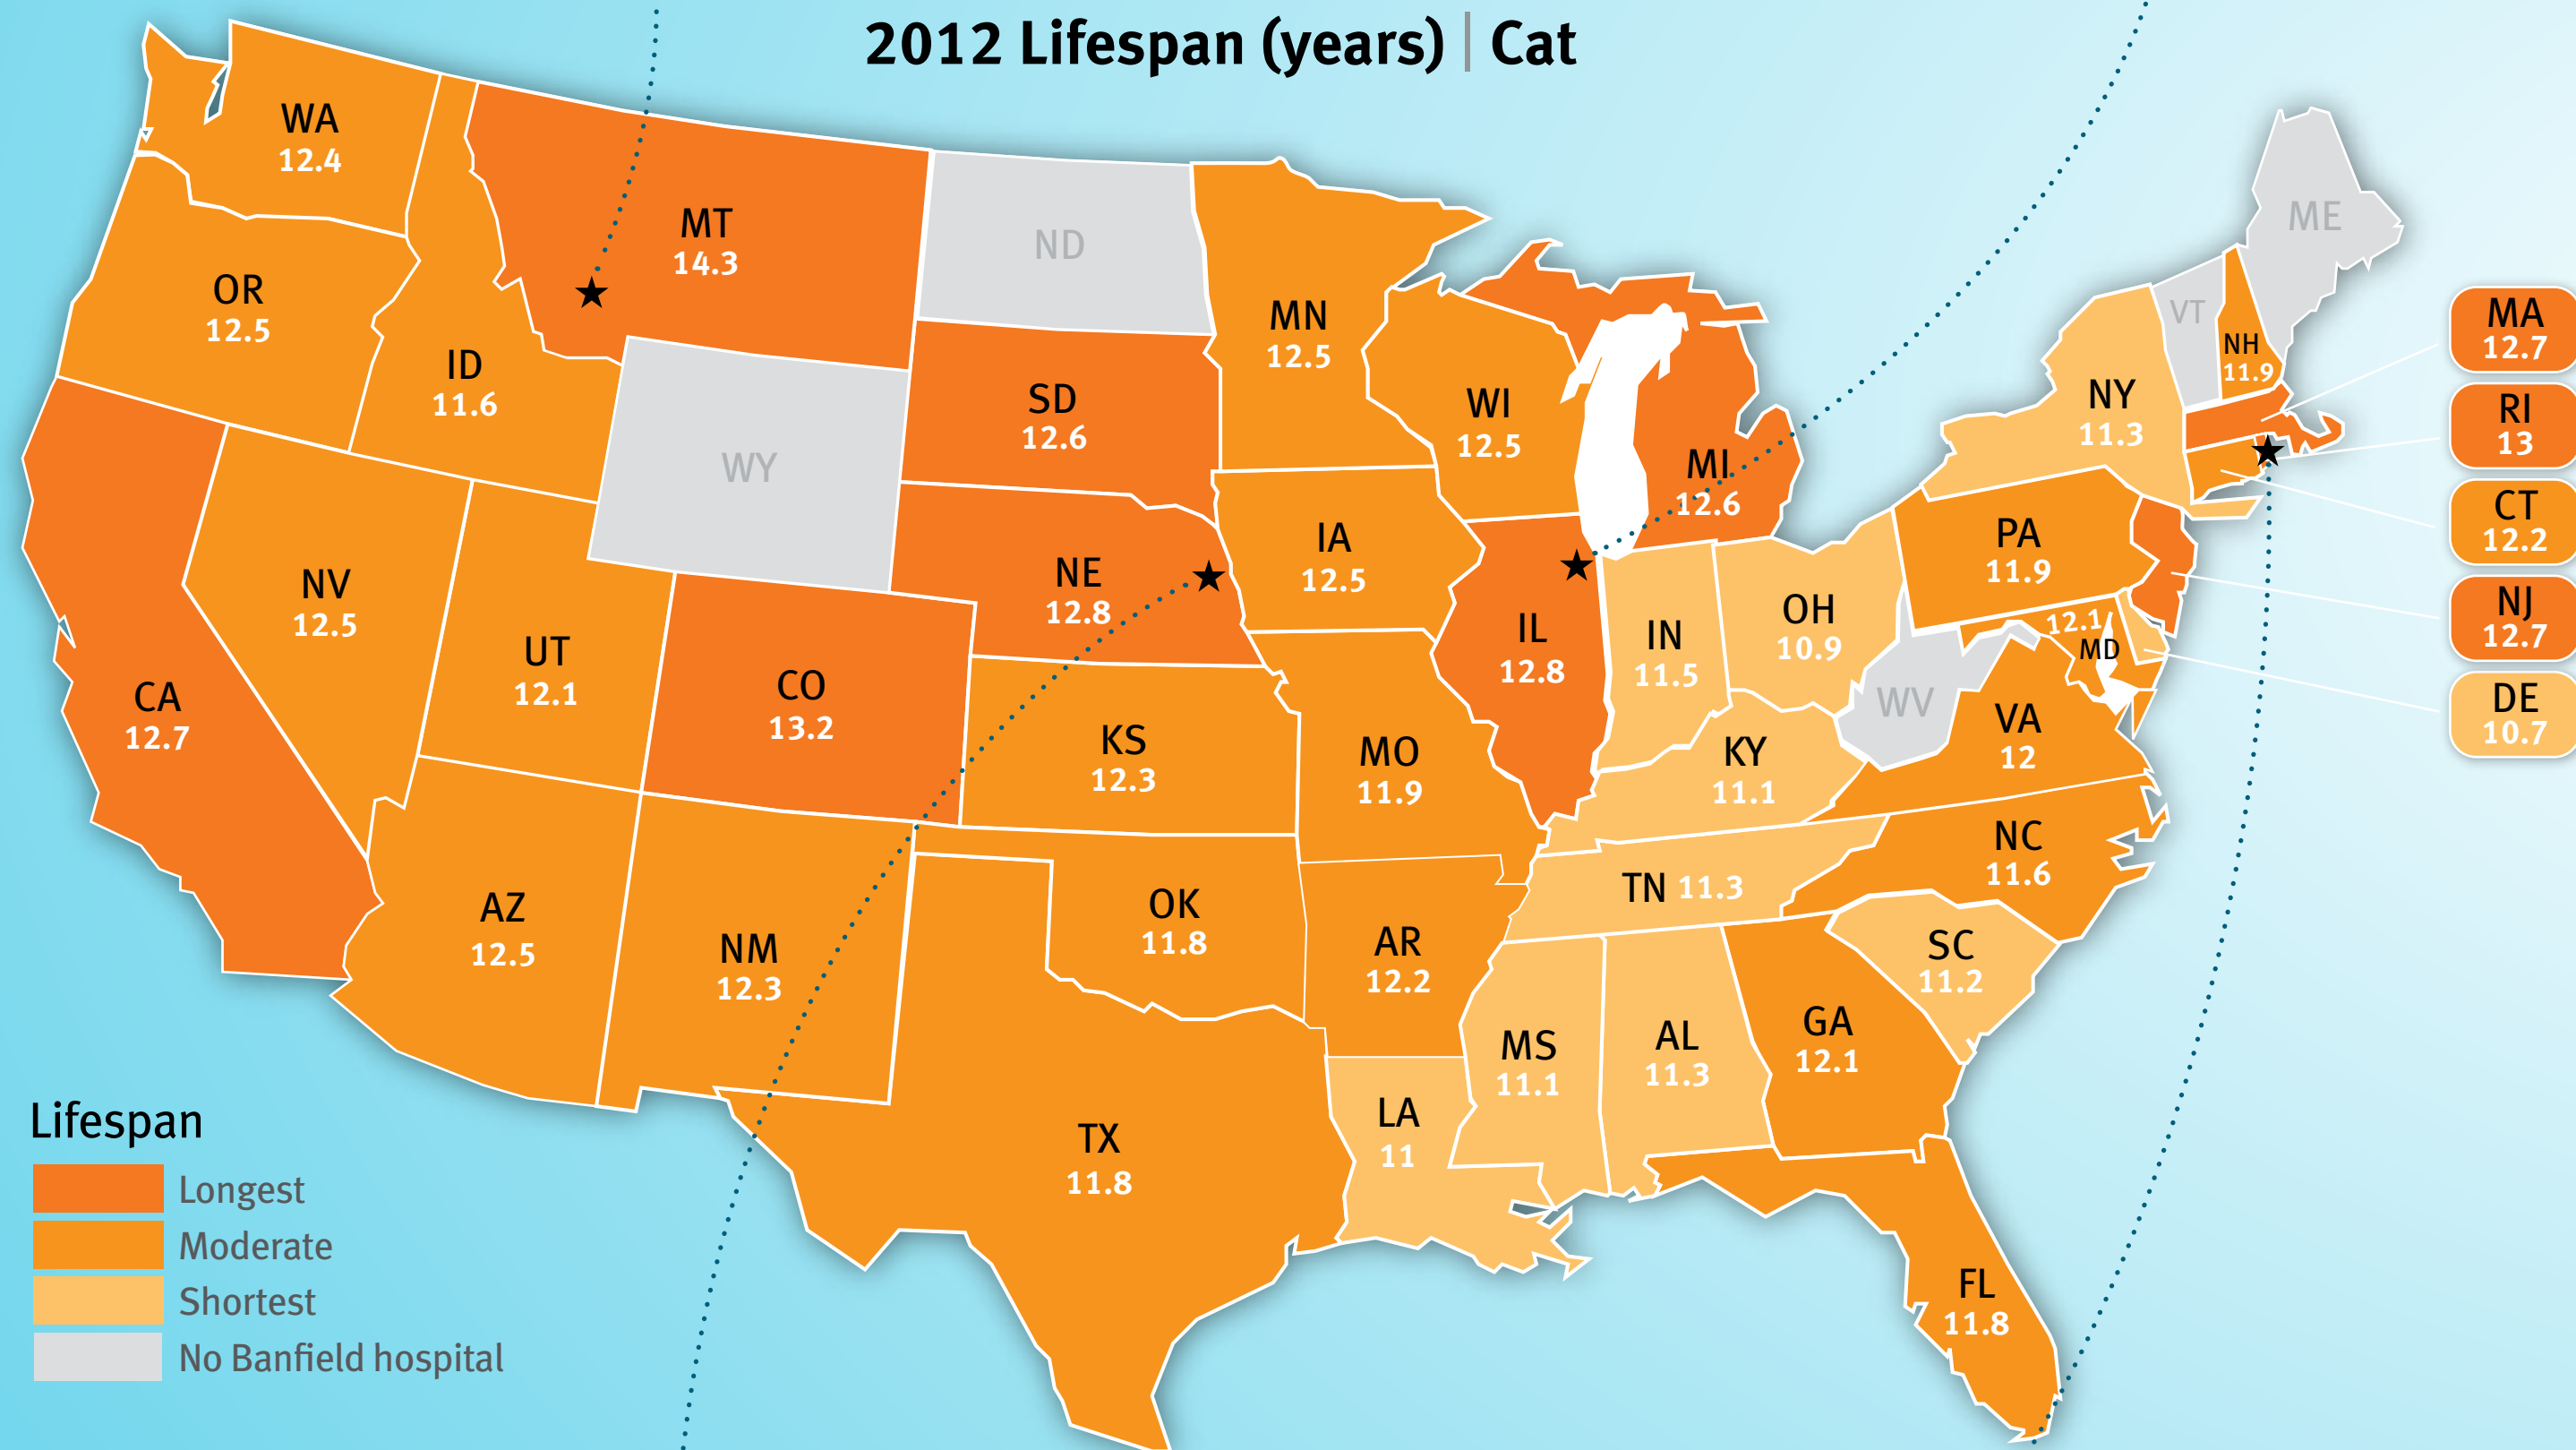 2012 Lifespan (years) | Cat
WA
12.4
OR
12.5
ID
11.6
MT
14.3
ND
WY
SD
12.6
NE
12.8
CA
12.7
NV
12.5
UT
12.1
CO
13.2
KS
12.3
AZ
12.5
NM
12.3
OK
11.8
TX
11.8
MN
12.5
IA
12.5
MO
11.9
AR
12.2
LA
11
WI
12.5
MI
12.6
IL
12.8
IN
11.5
OH
10.9
KY
11.1
TN 11.3
MS
11.1
AL
11.3
GA
12.1
FL
11.8
SC
11.2
NC
11.6
VA
12
WV
12.1
MD
PA
11.9
NY
11.3
VT
NH
11.9
ME
MA
12.7
RI
13
CT
12.2
NJ
12.7
DE
10.7
Lifespan
Longest
Moderate
Shortest
No Banfield hospital